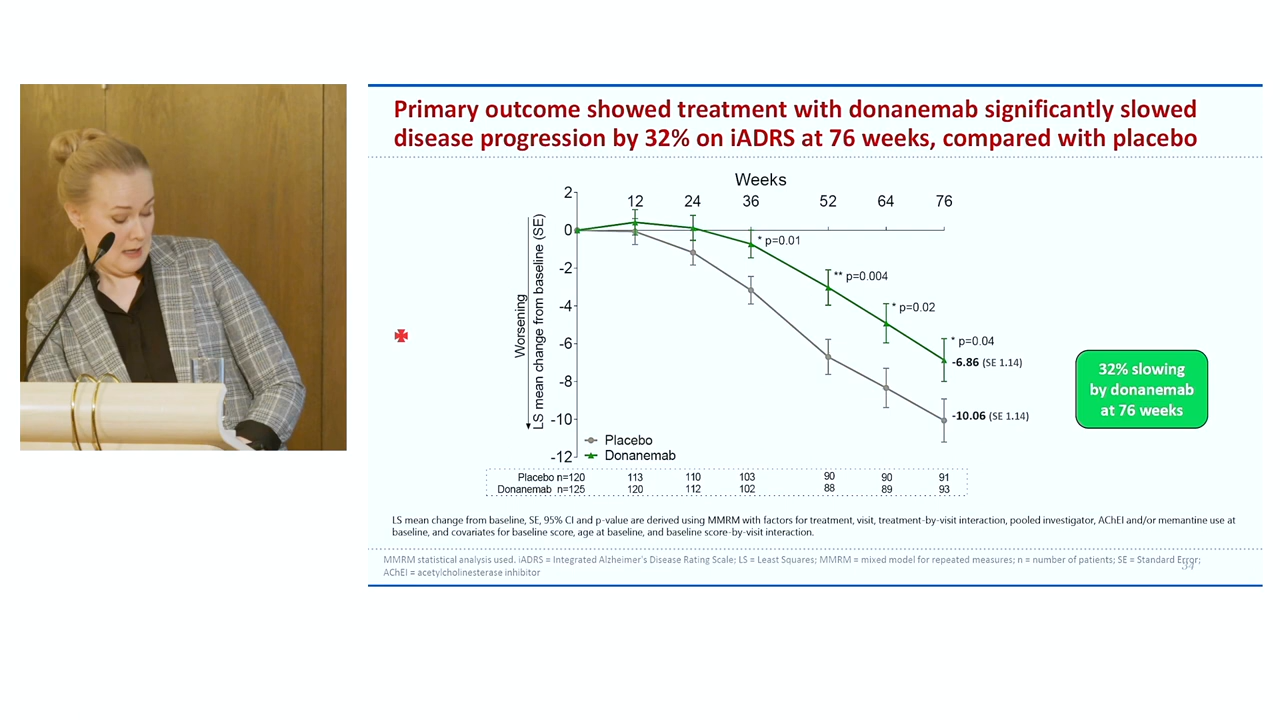 Primary outcome showed treatment with donanemab significantly slowed
disease progression by 32% on iADRS at 76 weeks, compared with placebo
Weeks
12 24 36 52 64 76
2
0
-2
-4
-6
-8
-10
-12
Worsening
LS mean change from baseline (SE)
* p=0.01
** p=0.004
* p=0.02
* p=0.04
-6.86 (SE 1.14)
-10.06 (SE 1.14)
32% slowing
by donanemab
at 76 weeks
Placebo
Donanemab
Placebo n=120 113 110 103 90 90 91
Donanemab n=125 120 112 102 88 89 93
LS mean change from baseline, SE, 95% CI and p-value are derived using MMRM with factors for treatment, visit, treatment-by-visit interaction, pooled investigator, AChEI and/or memantine use at
baseline, and covariates for baseline score, age at baseline, and baseline score-by-visit interaction.
MMRM statistical analysis used. iADRS = Integrated Alzheimer's Disease Rating Scale; LS = Least Squares; MMRM = mixed model for repeated measures; n = number of patients; SE = Standard Error;
AChEI = acetylcholinesterase inhibitor